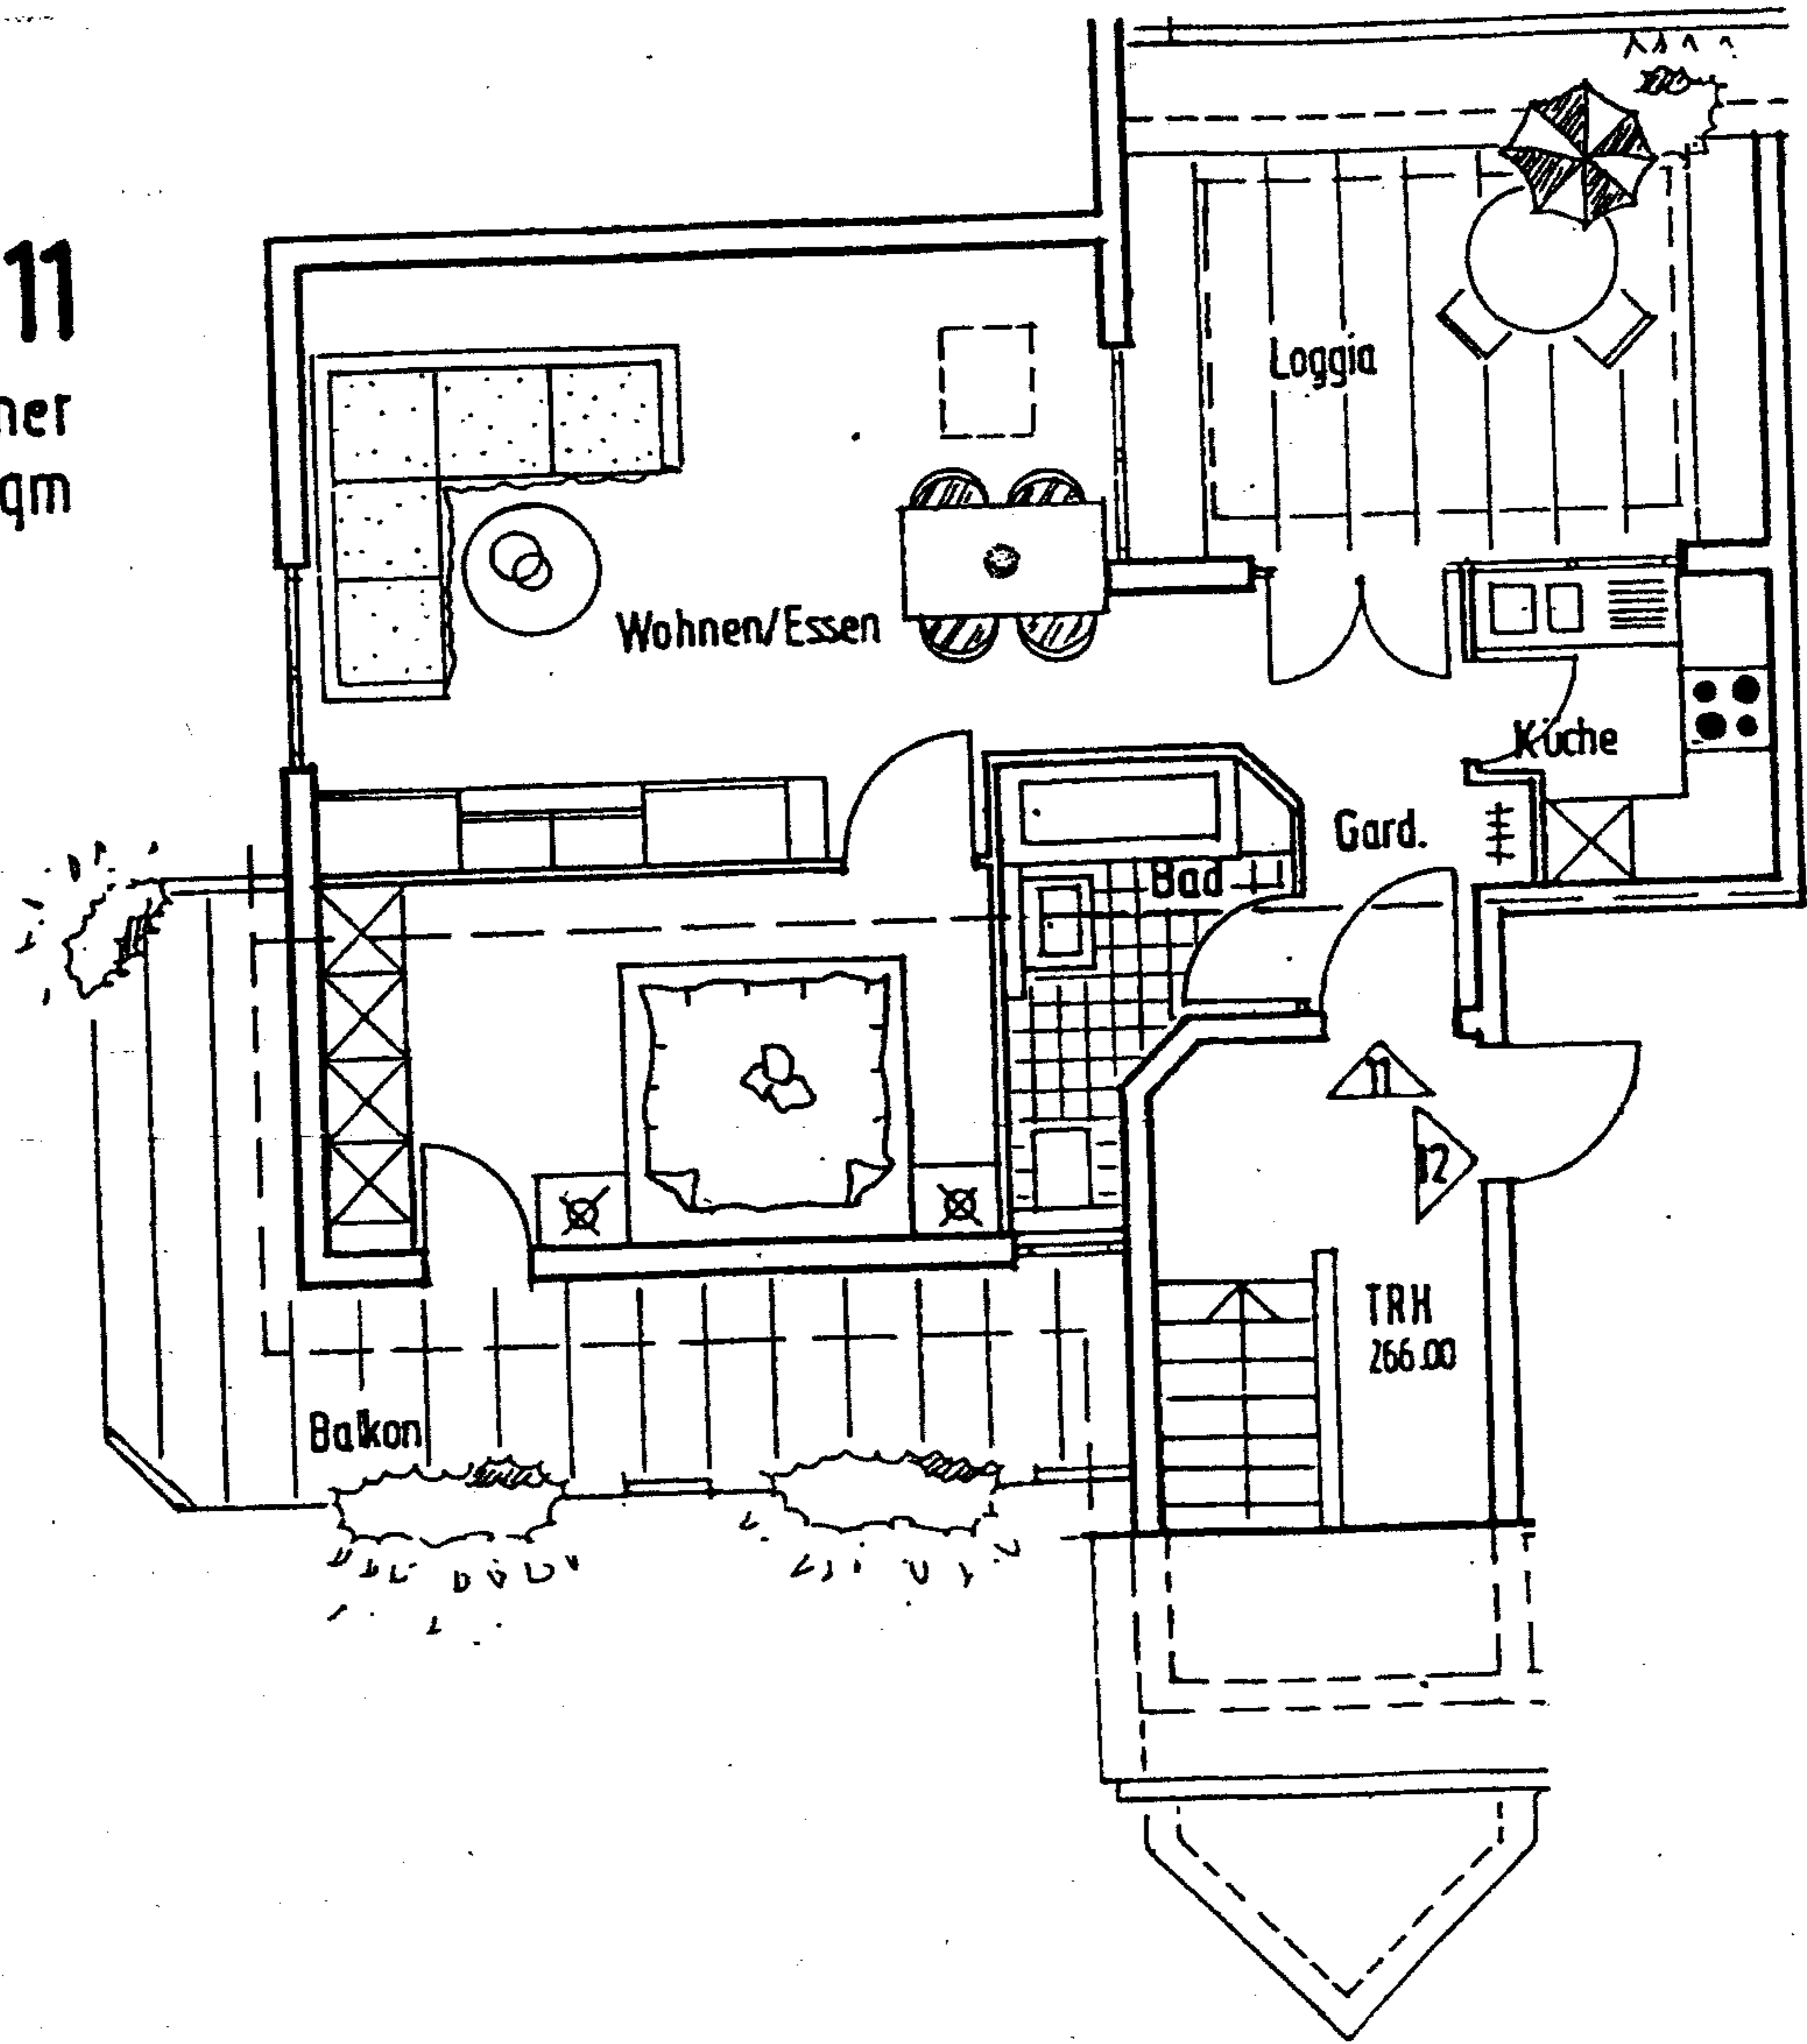 11
ner
qm
Loggia
Wohnen/Essen
Küche
Gard.
Bad
11
12
TRH
266.00
Balkon